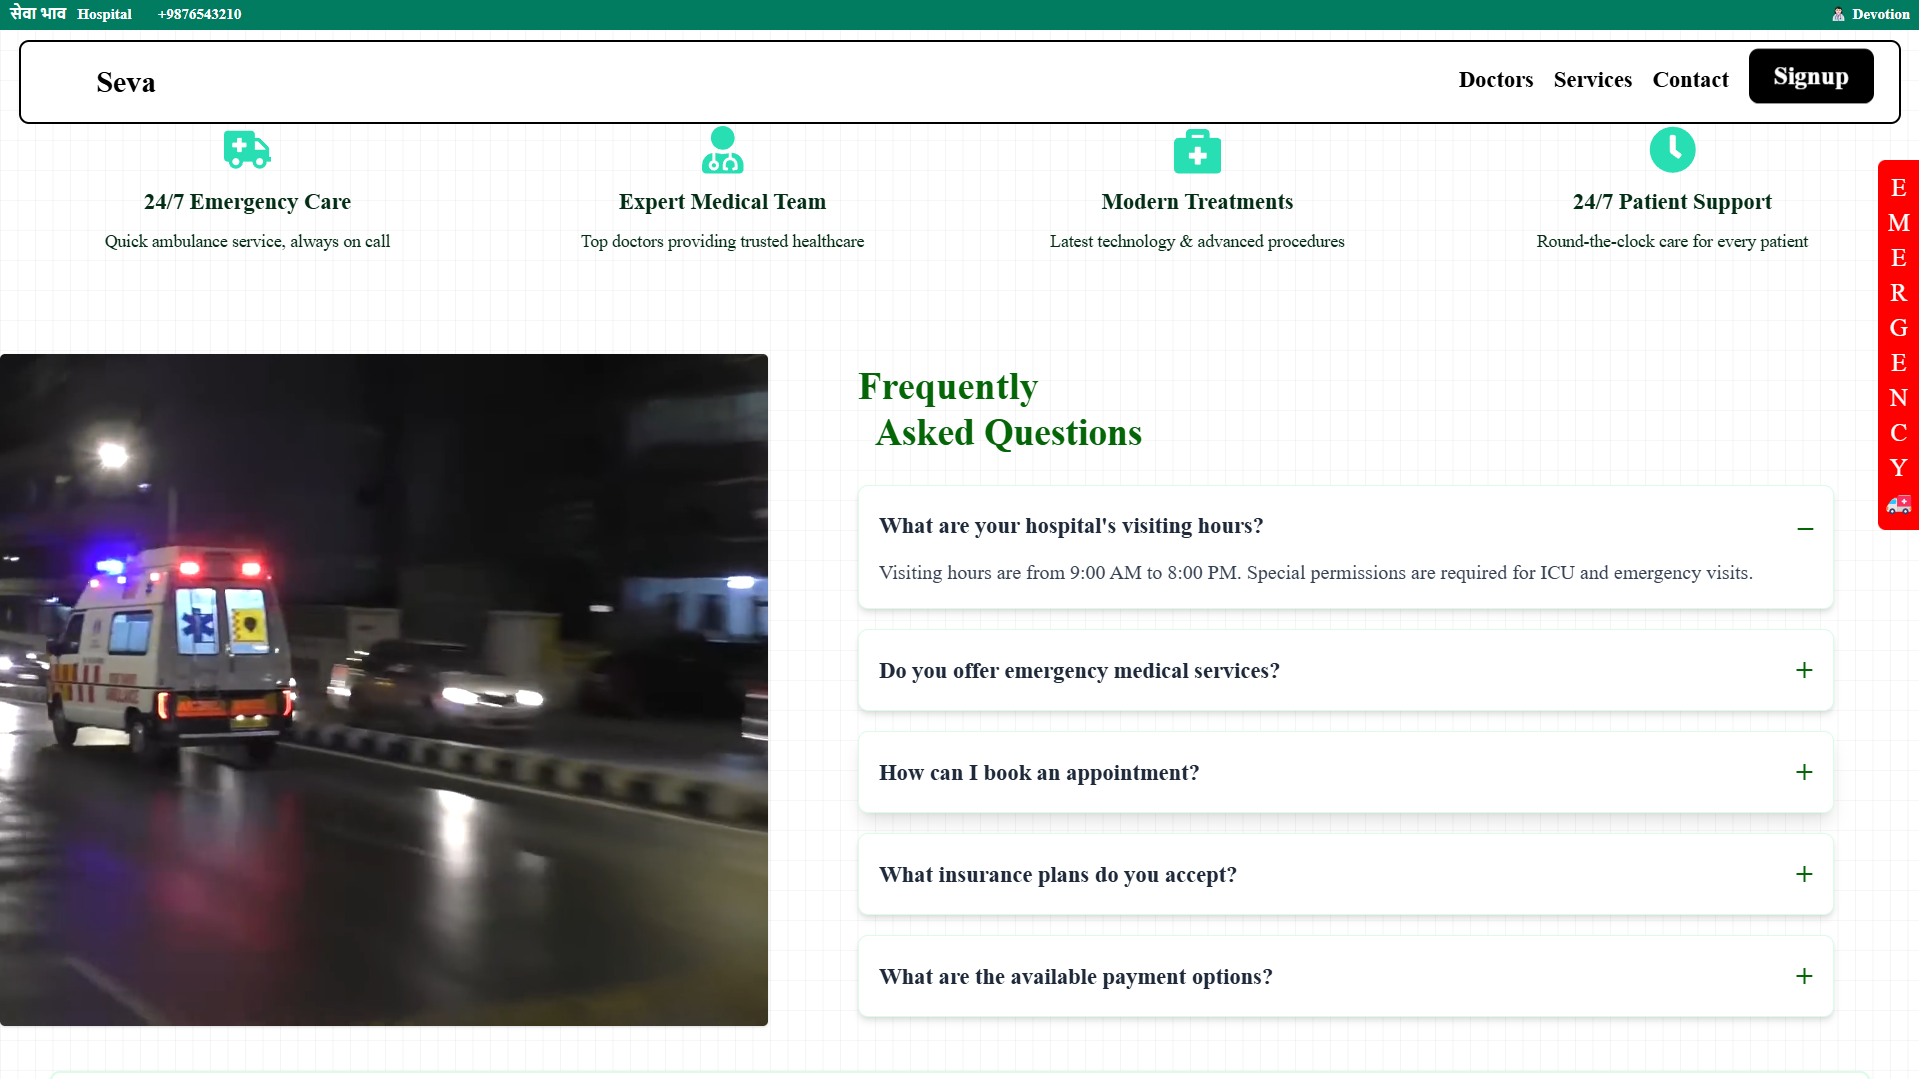 सेवा भाव Hospital +9876543210 Devotion
Seva Doctors Services Contact Signup
24/7 Emergency Care
Quick ambulance service, always on call
Expert Medical Team
Top doctors providing trusted healthcare
Modern Treatments
Latest technology & advanced procedures
24/7 Patient Support
Round-the-clock care for every patient
E
M
E
R
G
E
N
C
Y
Frequently
Asked Questions
What are your hospital's visiting hours?
Visiting hours are from 9:00 AM to 8:00 PM. Special permissions are required for ICU and emergency visits.
Do you offer emergency medical services?
How can I book an appointment?
What insurance plans do you accept?
What are the available payment options?